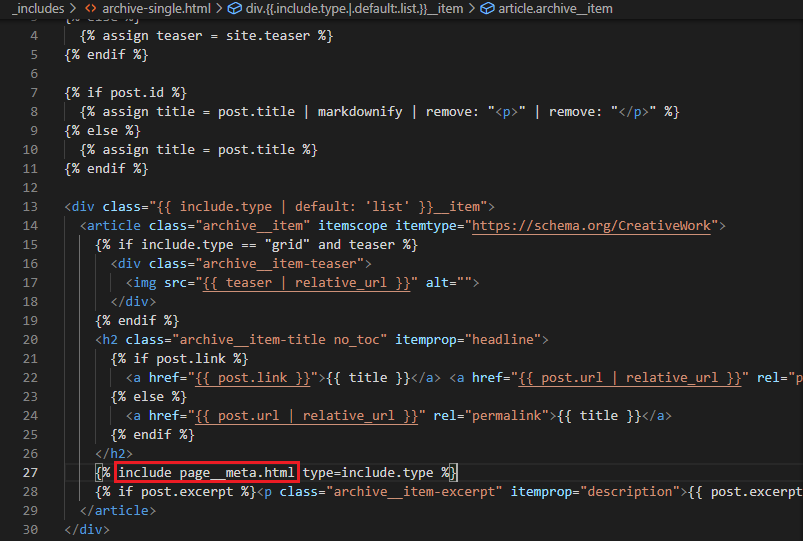 _includes > <> archive-single.html > div.{{.include.type.|.default:.list.}}__item > article.archive__item
3 {% else %}
4 {% assign teaser = site.teaser %}
5 {% endif %}
6
7 {% if post.id %}
8 {% assign title = post.title | markdownify | remove: "<p>" | remove: "</p>" %}
9 {% else %}
10 {% assign title = post.title %}
11 {% endif %}
12
13 <div class="{{ include.type | default: 'list' }}__item">
14 <article class="archive__item" itemscope itemtype="https://schema.org/CreativeWork">
15 {% if include.type == "grid" and teaser %}
16 <div class="archive__item-teaser">
17 <img src="{{ teaser | relative_url }}" alt="">
18 </div>
19 {% endif %}
20 <h2 class="archive__item-title no_toc" itemprop="headline">
21 {% if post.link %}
22 <a href="{{ post.link }}">{{ title }}</a> <a href="{{ post.url | relative_url }}" rel="p
23 {% else %}
24 <a href="{{ post.url | relative_url }}" rel="permalink">{{ title }}</a>
25 {% endif %}
26 </h2>
27 {% include page__meta.html type=include.type %}
28 {% if post.excerpt %}<p class="archive__item-excerpt" itemprop="description">{{ post.excerpt
29 </article>
30 </div>